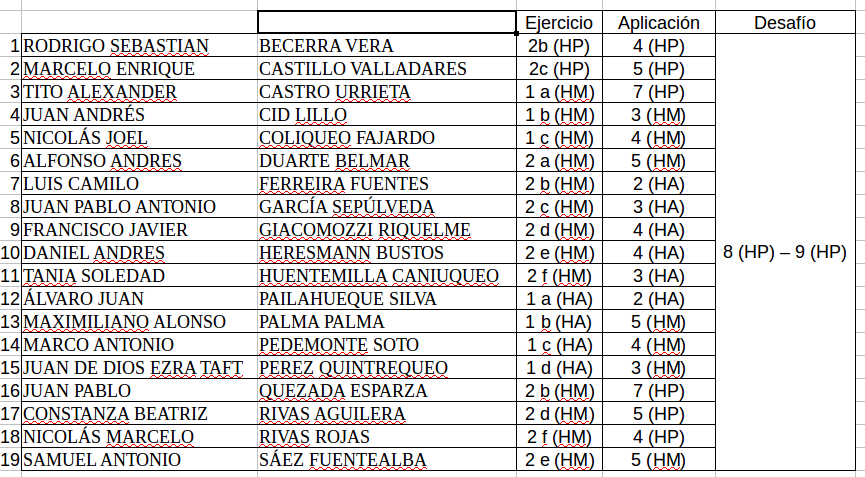 Ejercicio Aplicación Desafío
1 RODRIGO SEBASTIAN BECERRA VERA 2b (HP) 4 (HP)
2 MARCELO ENRIQUE CASTILLO VALLADARES 2c (HP) 5 (HP)
3 TITO ALEXANDER CASTRO URRIETA 1 a (HM) 7 (HP)
4 JUAN ANDRÉS CID LILLO 1 b (HM) 3 (HM)
5 NICOLÁS JOEL COLIQUEO FAJARDO 1 c (HM) 4 (HM)
6 ALFONSO ANDRES DUARTE BELMAR 2 a (HM) 5 (HM)
7 LUIS CAMILO FERREIRA FUENTES 2 b (HM) 2 (HA)
8 JUAN PABLO ANTONIO GARCÍA SEPÚLVEDA 2 c (HM) 3 (HA)
9 FRANCISCO JAVIER GIACOMOZZI RIQUELME 2 d (HM) 4 (HA)
10 DANIEL ANDRES HERESMANN BUSTOS 2 e (HM) 4 (HA) 8 (HP) – 9 (HP)
11 TANIA SOLEDAD HUENTEMILLA CANIUQUEO 2 f (HM) 3 (HA)
12 ÁLVARO JUAN PAILAHUEQUE SILVA 1 a (HA) 2 (HA)
13 MAXIMILIANO ALONSO PALMA PALMA 1 b (HA) 5 (HM)
14 MARCO ANTONIO PEDEMONTE SOTO 1 c (HA) 4 (HM)
15 JUAN DE DIOS EZRA TAFT PEREZ QUINTREQUEO 1 d (HA) 3 (HM)
16 JUAN PABLO QUEZADA ESPARZA 2 b (HM) 7 (HP)
17 CONSTANZA BEATRIZ RIVAS AGUILERA 2 d (HM) 5 (HP)
18 NICOLÁS MARCELO RIVAS ROJAS 2 f (HM) 4 (HP)
19 SAMUEL ANTONIO SÁEZ FUENTEALBA 2 e (HM) 5 (HM)